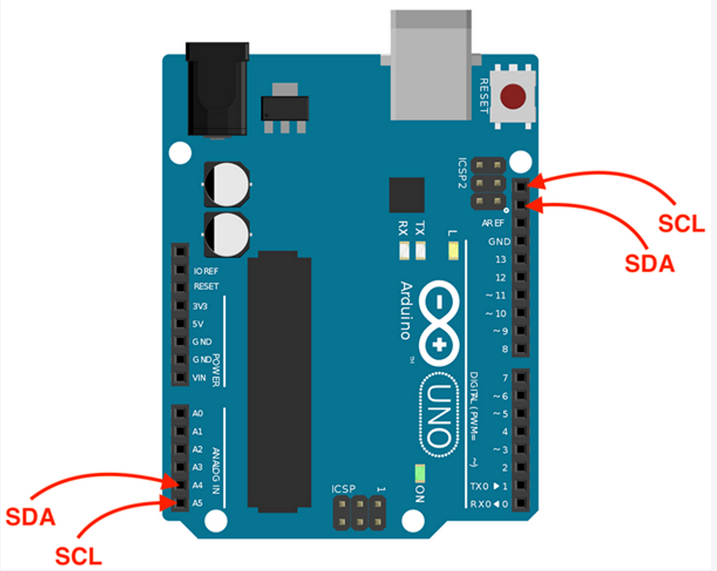 RESET
ICSP2
SCL
SDA
AREF
GND
13
12
~ 11
~ 10
~ 9
8
RX
TX
L
Arduino
TM
UNO
IOREF
RESET
3V3
5V
GND
GND
VIN
POWER
DIGITAL (PWM= ~)
7
~ 6
~ 5
4
~ 3
2
TX0 ▶ 1
RX0 ◀ 0
A0
A1
A2
A3
A4
A5
ANALOG IN
ICSP
1
ON
SDA
SCL